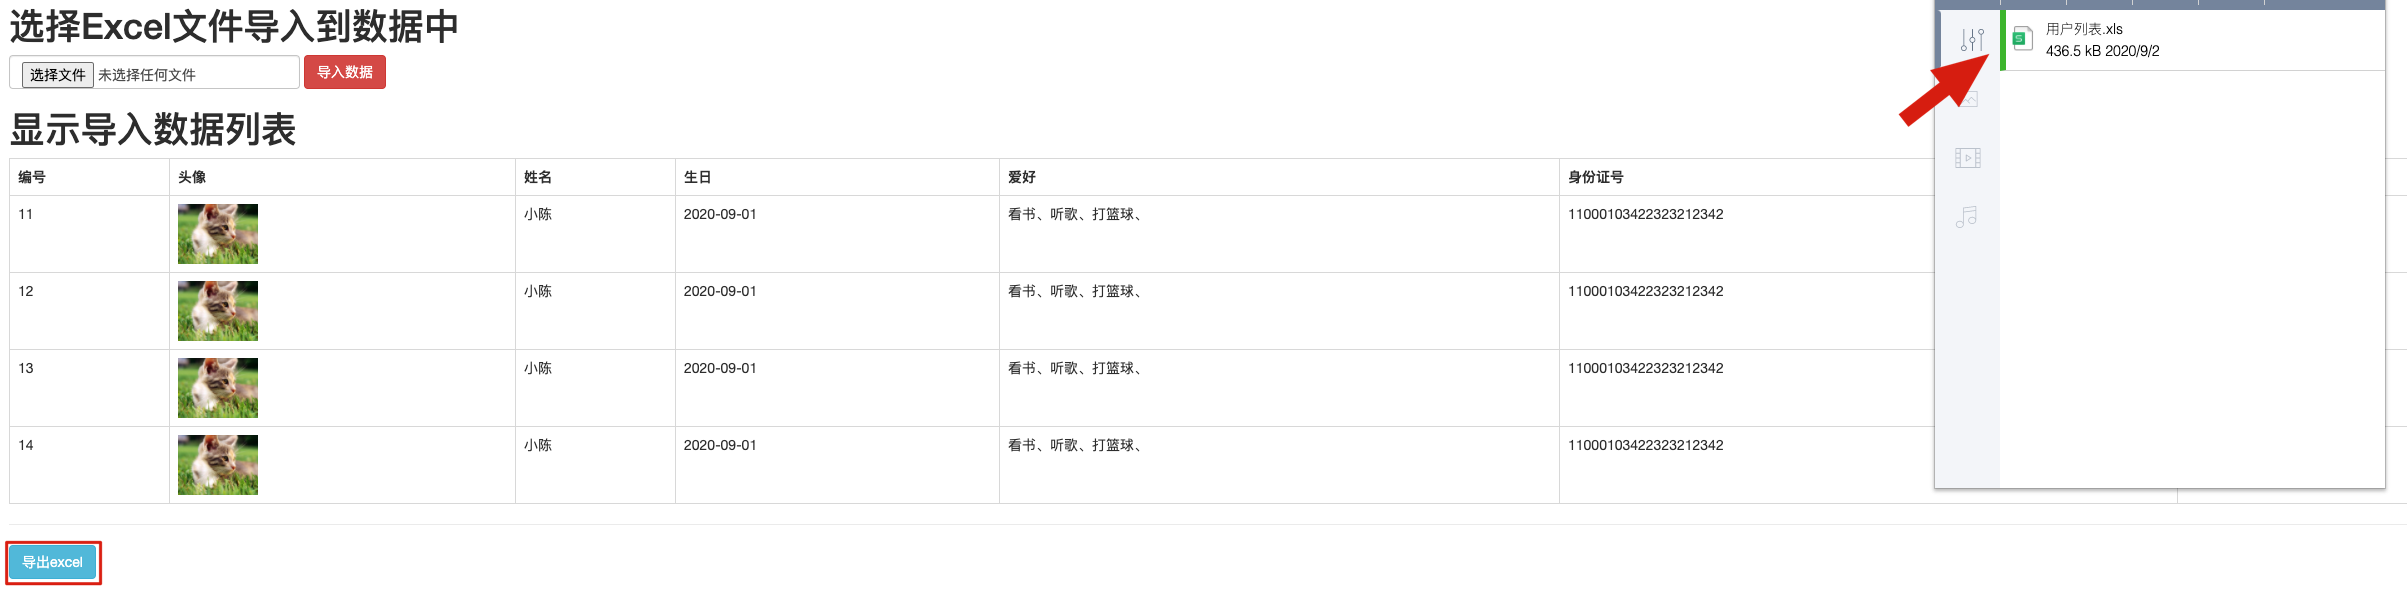 选择Excel文件导入到数据中
选择文件 未选择任何文件 导入数据
用户列表.xls
436.5 kB 2020/9/2
显示导入数据列表
编号 头像 姓名 生日 爱好 身份证号
11 小陈 2020-09-01 看书、听歌、打篮球、 11000103422323212342
12 小陈 2020-09-01 看书、听歌、打篮球、 11000103422323212342
13 小陈 2020-09-01 看书、听歌、打篮球、 11000103422323212342
14 小陈 2020-09-01 看书、听歌、打篮球、 11000103422323212342
导出excel